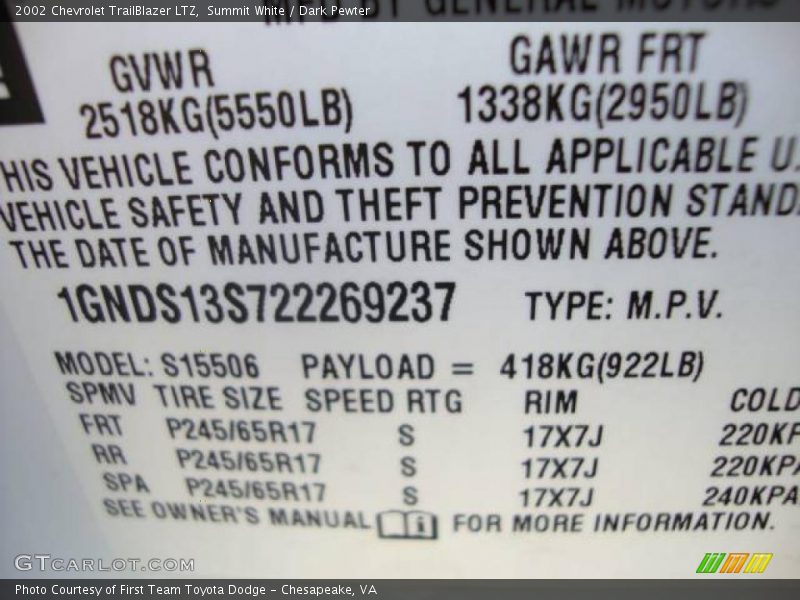 2002 Chevrolet TrailBlazer LTZ, Summit White / Dark Pewter
MFD BY GENERAL MOTORS
GVWR GAWR FRT
2518KG(5550LB) 1338KG(2950LB)
HIS VEHICLE CONFORMS TO ALL APPLICABLE U.
VEHICLE SAFETY AND THEFT PREVENTION STAND
THE DATE OF MANUFACTURE SHOWN ABOVE.
1GNDS13S722269237 TYPE: M.P.V.
MODEL: S15506 PAYLOAD = 418KG(922LB)
SPMV TIRE SIZE SPEED RTG RIM COLD
FRT P245/65R17 S 17X7J 220KP
RR P245/65R17 S 17X7J 220KPA
SPA P245/65R17 S 17X7J 240KPA
SEE OWNER'S MANUAL i FOR MORE INFORMATION.
GTCARLOT.COM
Photo Courtesy of First Team Toyota Dodge – Chesapeake, VA